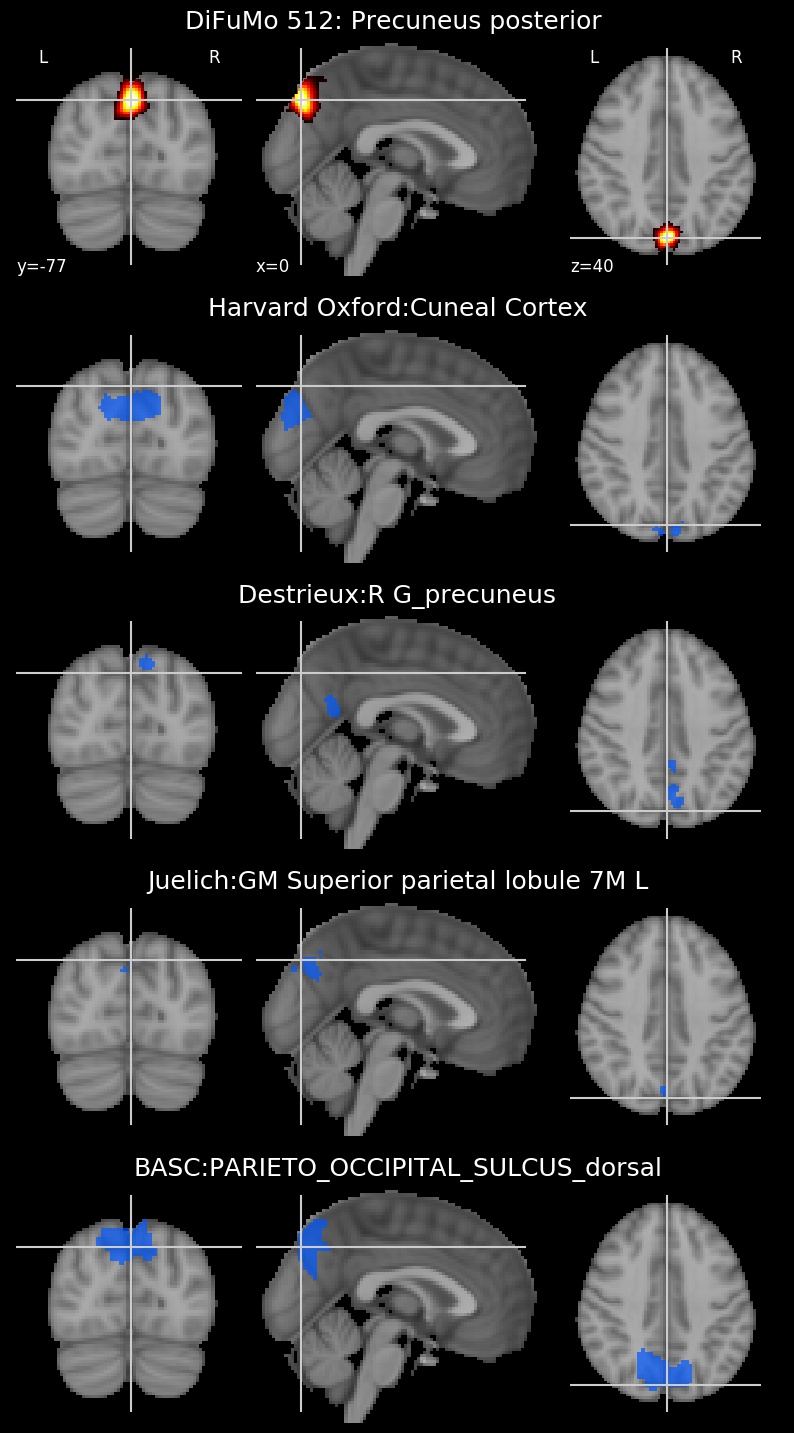 DiFuMo 512: Precuneus posterior
L R L R
y=-77 x=0 z=40
Harvard Oxford:Cuneal Cortex
Destrieux:R G_precuneus
Juelich:GM Superior parietal lobule 7M L
BASC:PARIETO_OCCIPITAL_SULCUS_dorsal